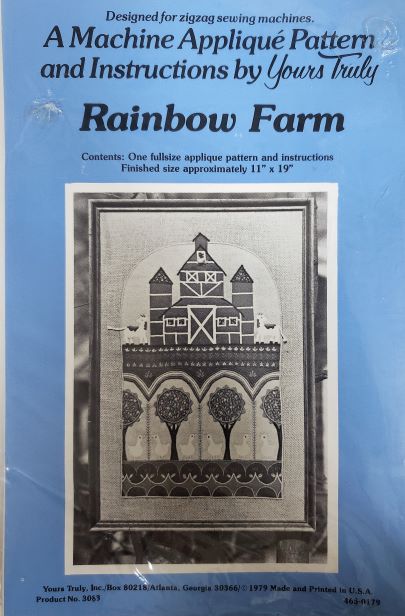 Designed for zigzag sewing machines.
A Machine Appliqué Pattern
and Instructions by Yours Truly
Rainbow Farm
Contents: One fullsize applique pattern and instructions
Finished size approximately 11" x 19"
Yours Truly, Inc./Box 80218/Atlanta, Georgia 30366/© 1979 Made and Printed in U.S.A.
Product No. 3083 465-0179